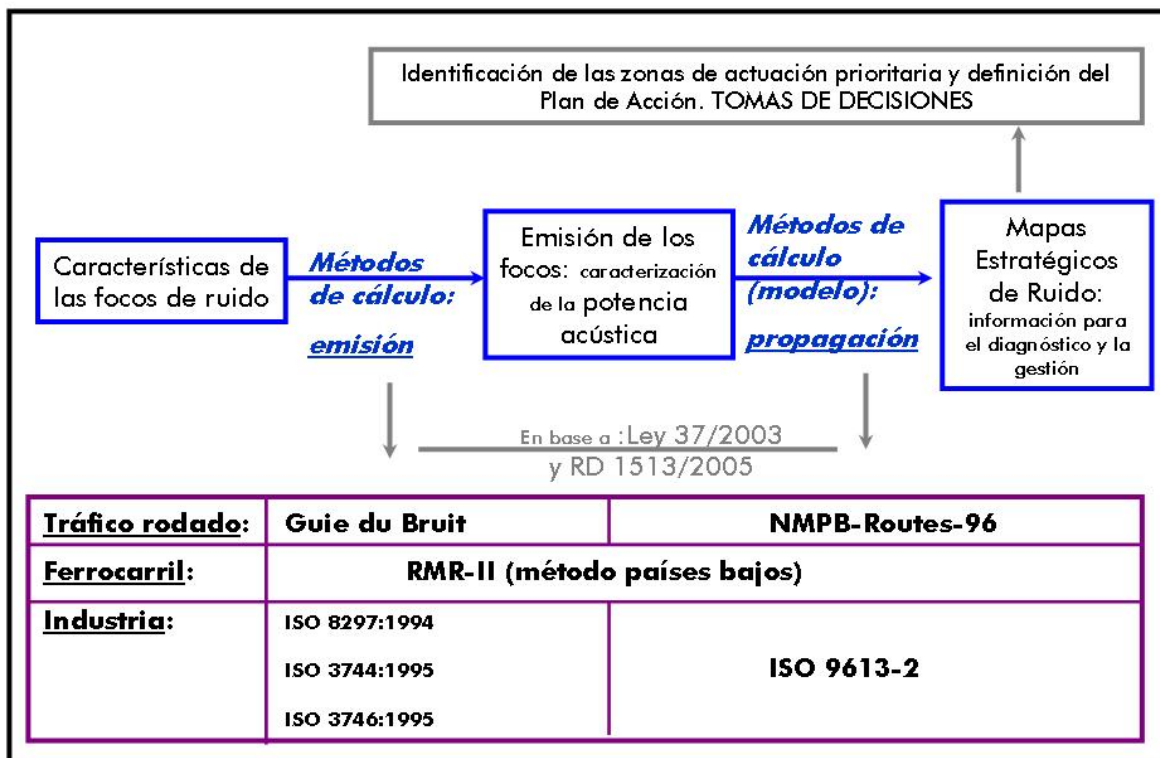 Identificación de las zonas de actuación prioritaria y definición del
Plan de Acción. TOMAS DE DECISIONES
Características de
las focos de ruido
Métodos
de cálculo:
emisión
Emisión de los
focos: caracterización
de la potencia
acústica
Métodos de
cálculo
(modelo):
propagación
Mapas
Estratégicos
de Ruido:
información para
el diagnóstico y la
gestión
En base a :Ley 37/2003
y RD 1513/2005
Tráfico rodado: Guie du Bruit NMPB-Routes-96
Ferrocarril: RMR-II (método países bajos)
Industria: ISO 8297:1994
ISO 3744:1995
ISO 9613-2
ISO 3746:1995